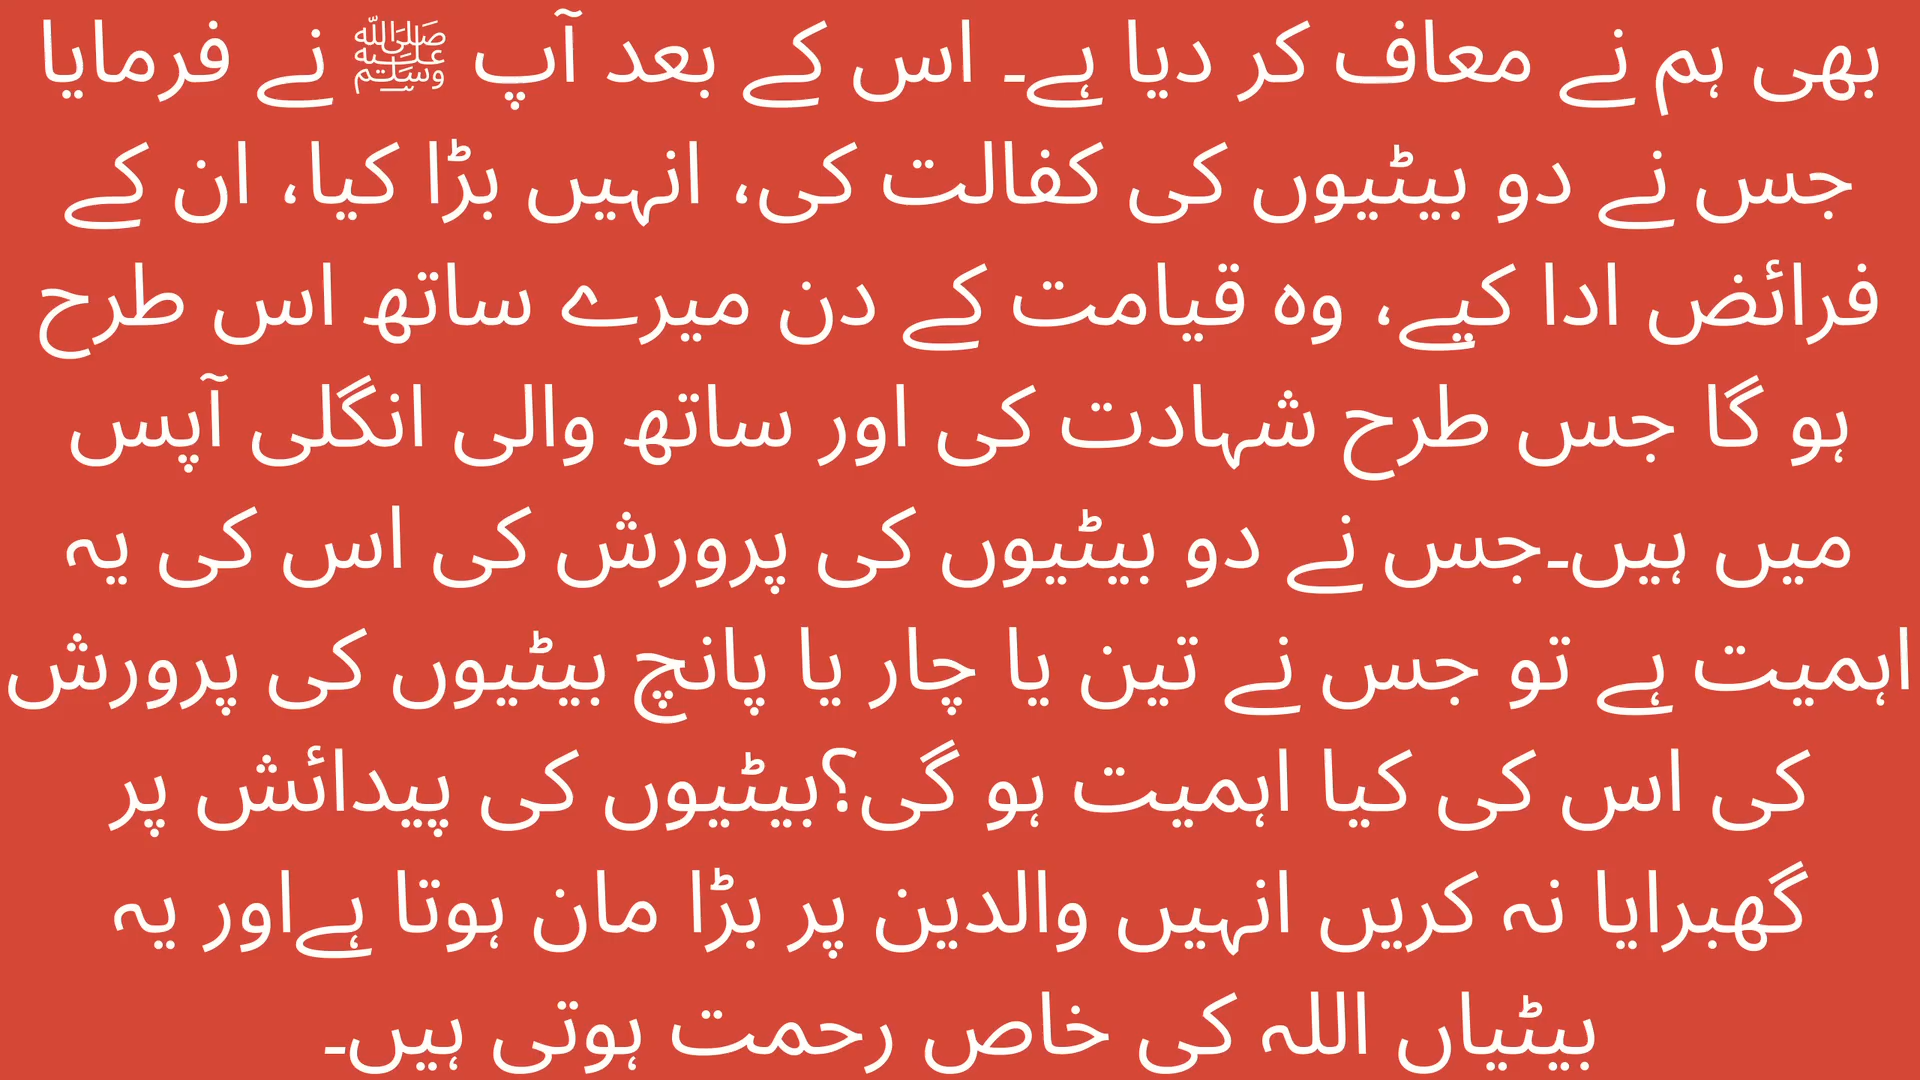 بھی ہم نے معاف کر دیا ہے۔ اس کے بعد آپ ﷺ نے فرمایا
جس نے دو بیٹیوں کی کفالت کی، انہیں بڑا کیا، ان کے
فرائض ادا کیے، وہ قیامت کے دن میرے ساتھ اس طرح
ہو گا جس طرح شہادت کی اور ساتھ والی انگلی آپس
میں ہیں۔جس نے دو بیٹیوں کی پرورش کی اس کی یہ
اہمیت ہے تو جس نے تین یا چار یا پانچ بیٹیوں کی پرورش
کی اس کی کیا اہمیت ہو گی؟بیٹیوں کی پیدائش پر
گھبرایا نہ کریں انہیں والدین پر بڑا مان ہوتا ہےاور یہ
بیٹیاں اللہ کی خاص رحمت ہوتی ہیں۔